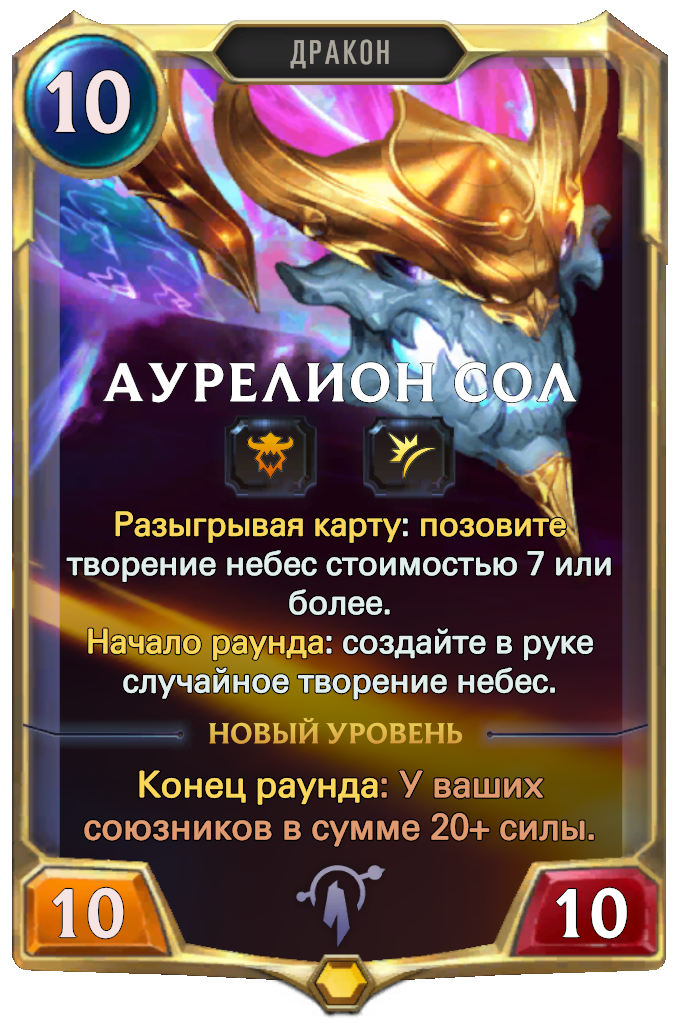 ДРАКОН
10
АУРЕЛИОН СОЛ
Разыгрывая карту: позовите
творение небес стоимостью 7 или
более.
Начало раунда: создайте в руке
случайное творение небес.
НОВЫЙ УРОВЕНЬ
Конец раунда: У ваших
союзников в сумме 20+ силы.
10
10